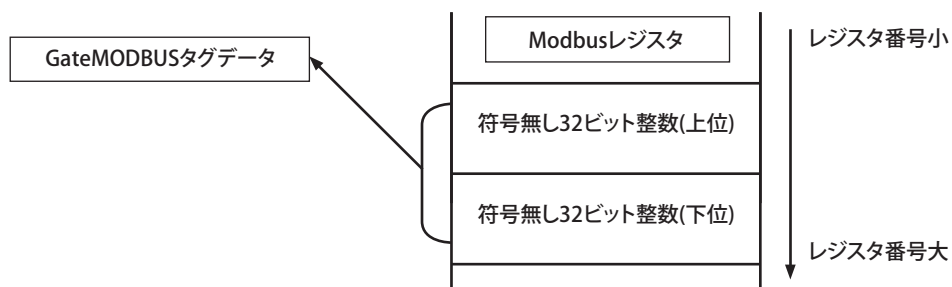 Modbusレジスタ
レジスタ番号小
GateMODBUSタグデータ
符号無し32ビット整数(上位)
符号無し32ビット整数(下位)
レジスタ番号大